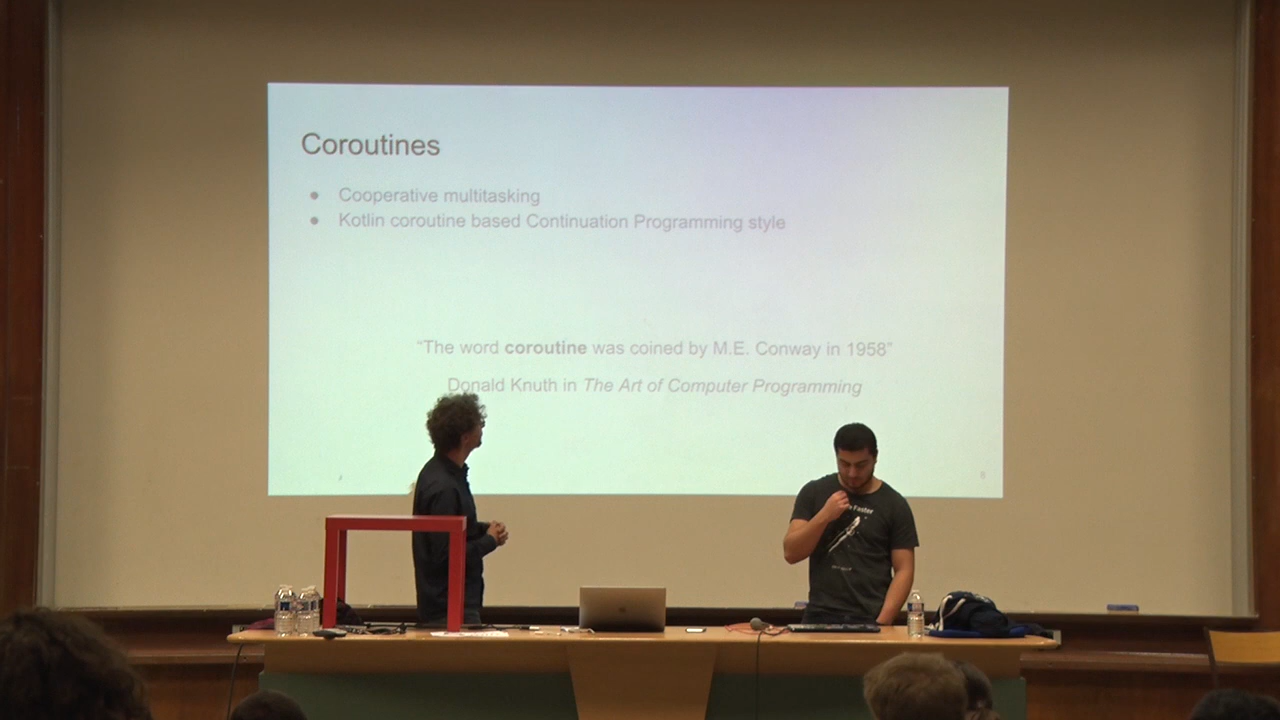 Coroutines
● Cooperative multitasking
● Kotlin coroutine based Continuation Programming style
“The word coroutine was coined by M.E. Conway in 1958”
Donald Knuth in The Art of Computer Programming
Faster